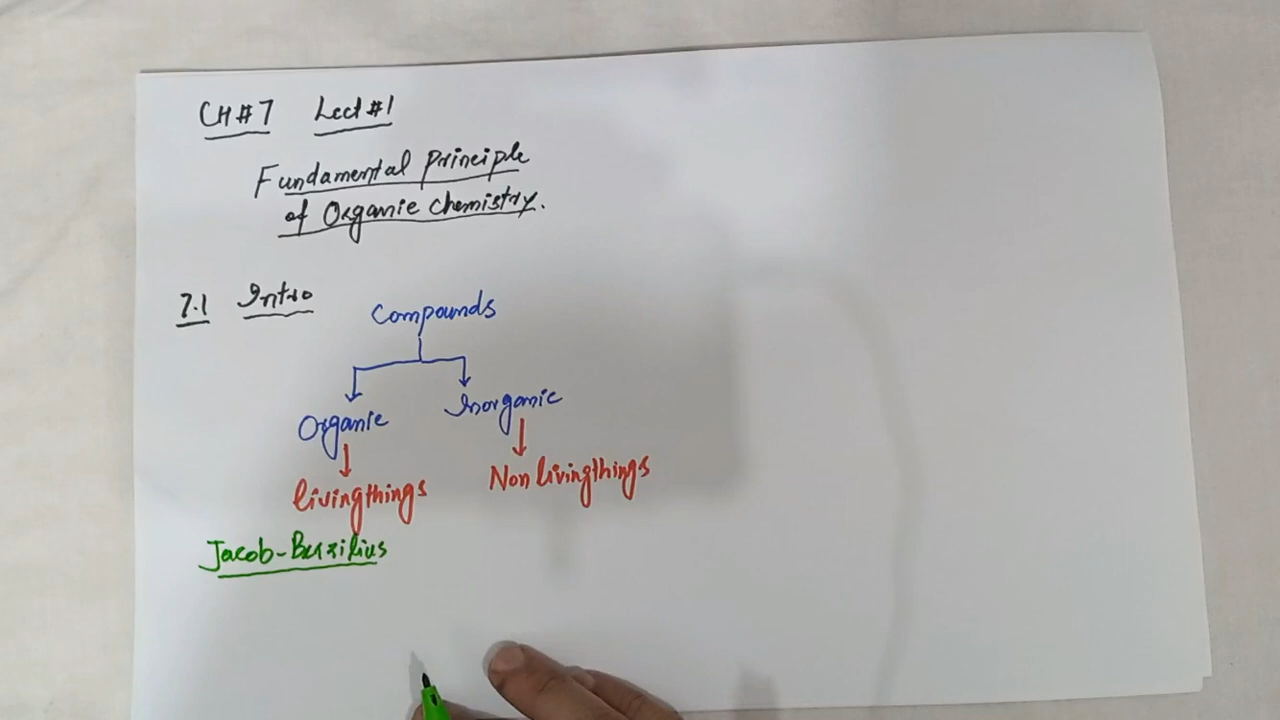 CH#7 Lect#1
Fundamental Principle
of Organic Chemistry.
7.1 Intro
Compounds
Organic Inorganic
livingthings Non livingthings
Jacob-Berzilius